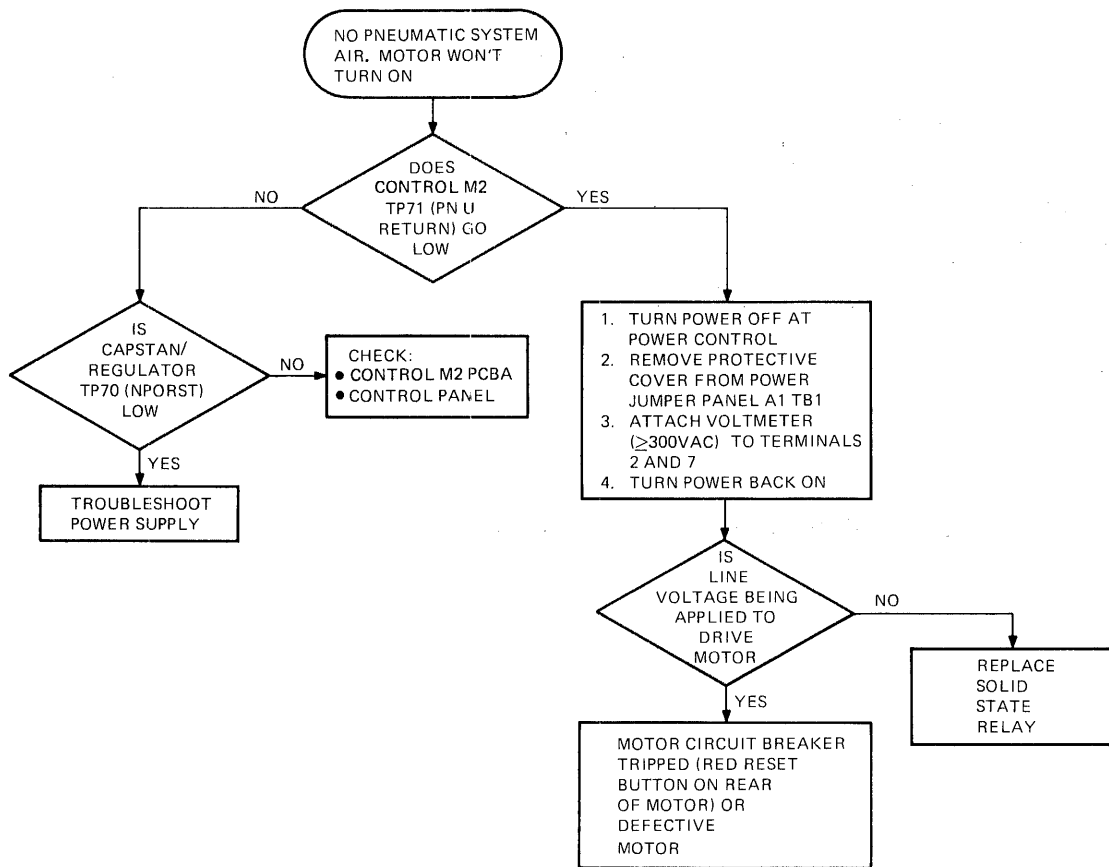 NO PNEUMATIC SYSTEM
AIR. MOTOR WON'T
TURN ON
DOES
CONTROL M2
TP71 (PN U
RETURN) GO
LOW
NO
YES
IS
CAPSTAN/
REGULATOR
TP70 (NPORST)
LOW
NO
CHECK:
● CONTROL M2 PCBA
● CONTROL PANEL
YES
TROUBLESHOOT
POWER SUPPLY
1. TURN POWER OFF AT
POWER CONTROL
2. REMOVE PROTECTIVE
COVER FROM POWER
JUMPER PANEL A1 TB1
3. ATTACH VOLTMETER
(≥300VAC) TO TERMINALS
2 AND 7
4. TURN POWER BACK ON
IS
LINE
VOLTAGE BEING
APPLIED TO
DRIVE
MOTOR
NO
REPLACE
SOLID
STATE
RELAY
YES
MOTOR CIRCUIT BREAKER
TRIPPED (RED RESET
BUTTON ON REAR
OF MOTOR) OR
DEFECTIVE
MOTOR